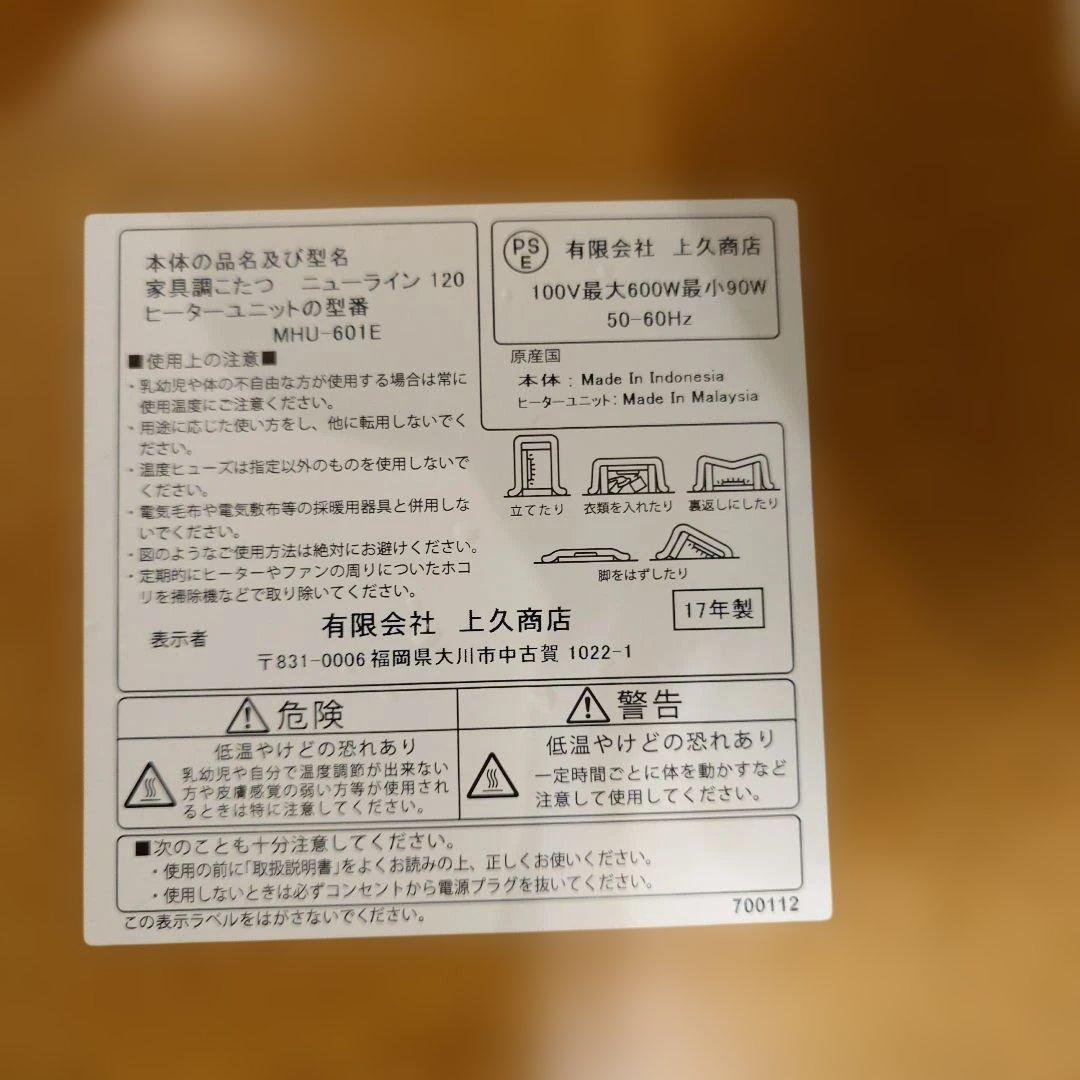 本体の品名及び型名
家具調こたつ　ニューライン 120
ヒーターユニットの型番
MHU-601E
■使用上の注意■
・乳幼児や体の不自由な方が使用する場合は常に
使用温度にご注意ください。
・用途に応じた使い方をし、他に転用しないでく
ださい。
・温度ヒューズは指定以外のものを使用しないで
ください。
・電気毛布や電気敷布等の採暖用器具と併用しな
いでください。
・図のようなご使用方法は絶対にお避けください。
・定期的にヒーターやファンの周りについたホコ
リを掃除機などで取り除いてください。
PS
E
有限会社　上久商店
100V最大600W最小90W
50-60Hz
原産国
本体：Made In Indonesia
ヒーターユニット：Made In Malaysia
立てたり
衣類を入れたり
裏返しにしたり
脚をはずしたり
17年製
表示者
有限会社　上久商店
〒831-0006 福岡県大川市中古賀 1022-1
危険
低温やけどの恐れあり
乳幼児や自分で温度調節が出来ない
方や皮膚感覚の弱い方等が使用され
るときは特に注意してください。
警告
低温やけどの恐れあり
一定時間ごとに体を動かすなど
注意して使用してください。
■次のことも十分注意してください。
・使用の前に「取扱説明書」をよくお読みの上、正しくお使いください。
・使用しないときは必ずコンセントから電源プラグを抜いてください。
この表示ラベルをはがさないでください。
700112